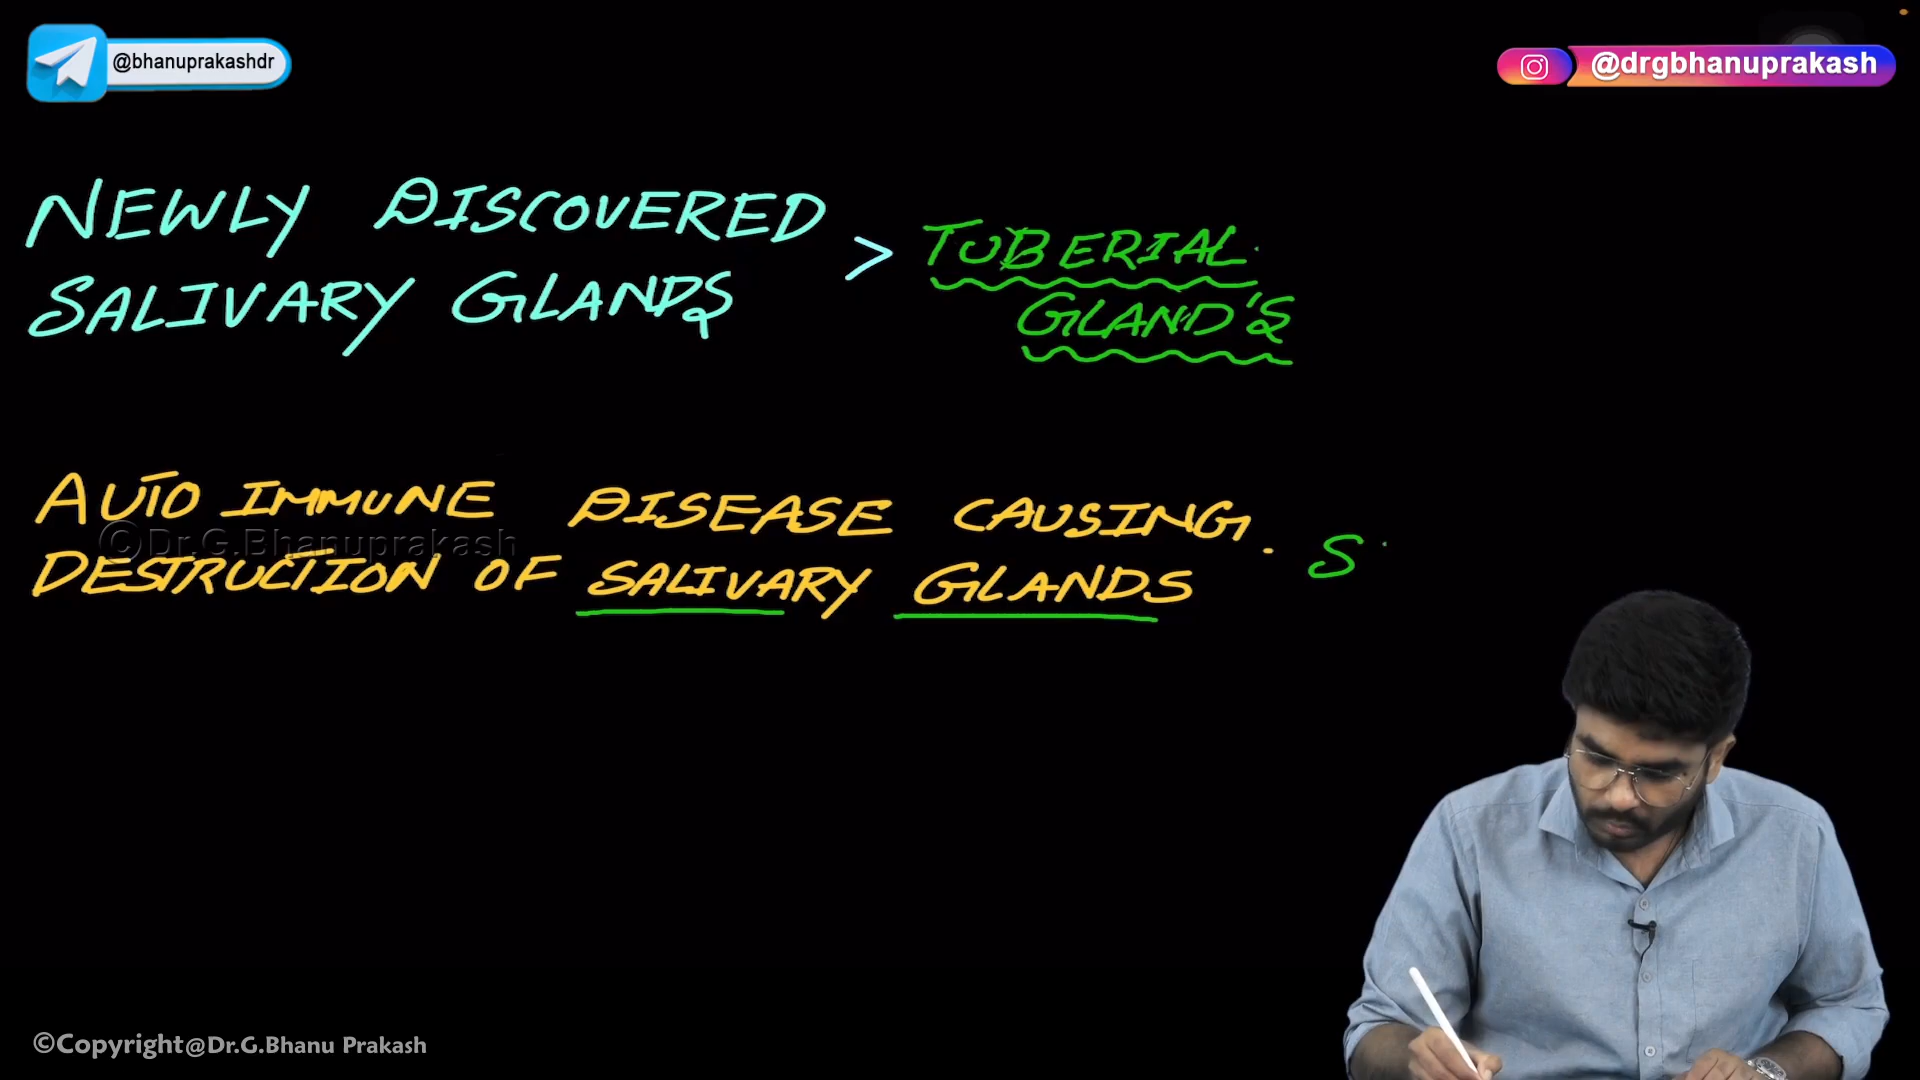 @bhanuprakashdr
@drgbhanuprakash
NEWLY DISCOVERED
SALIVARY GLANDS
>
TUBERIAL
GLAND'S
AUTO IMMUNE DISEASE CAUSING
DESTRUCTION OF SALIVARY GLANDS
S
©Dr.G.Bhanuprakash
©Copyright@Dr.G.Bhanu Prakash